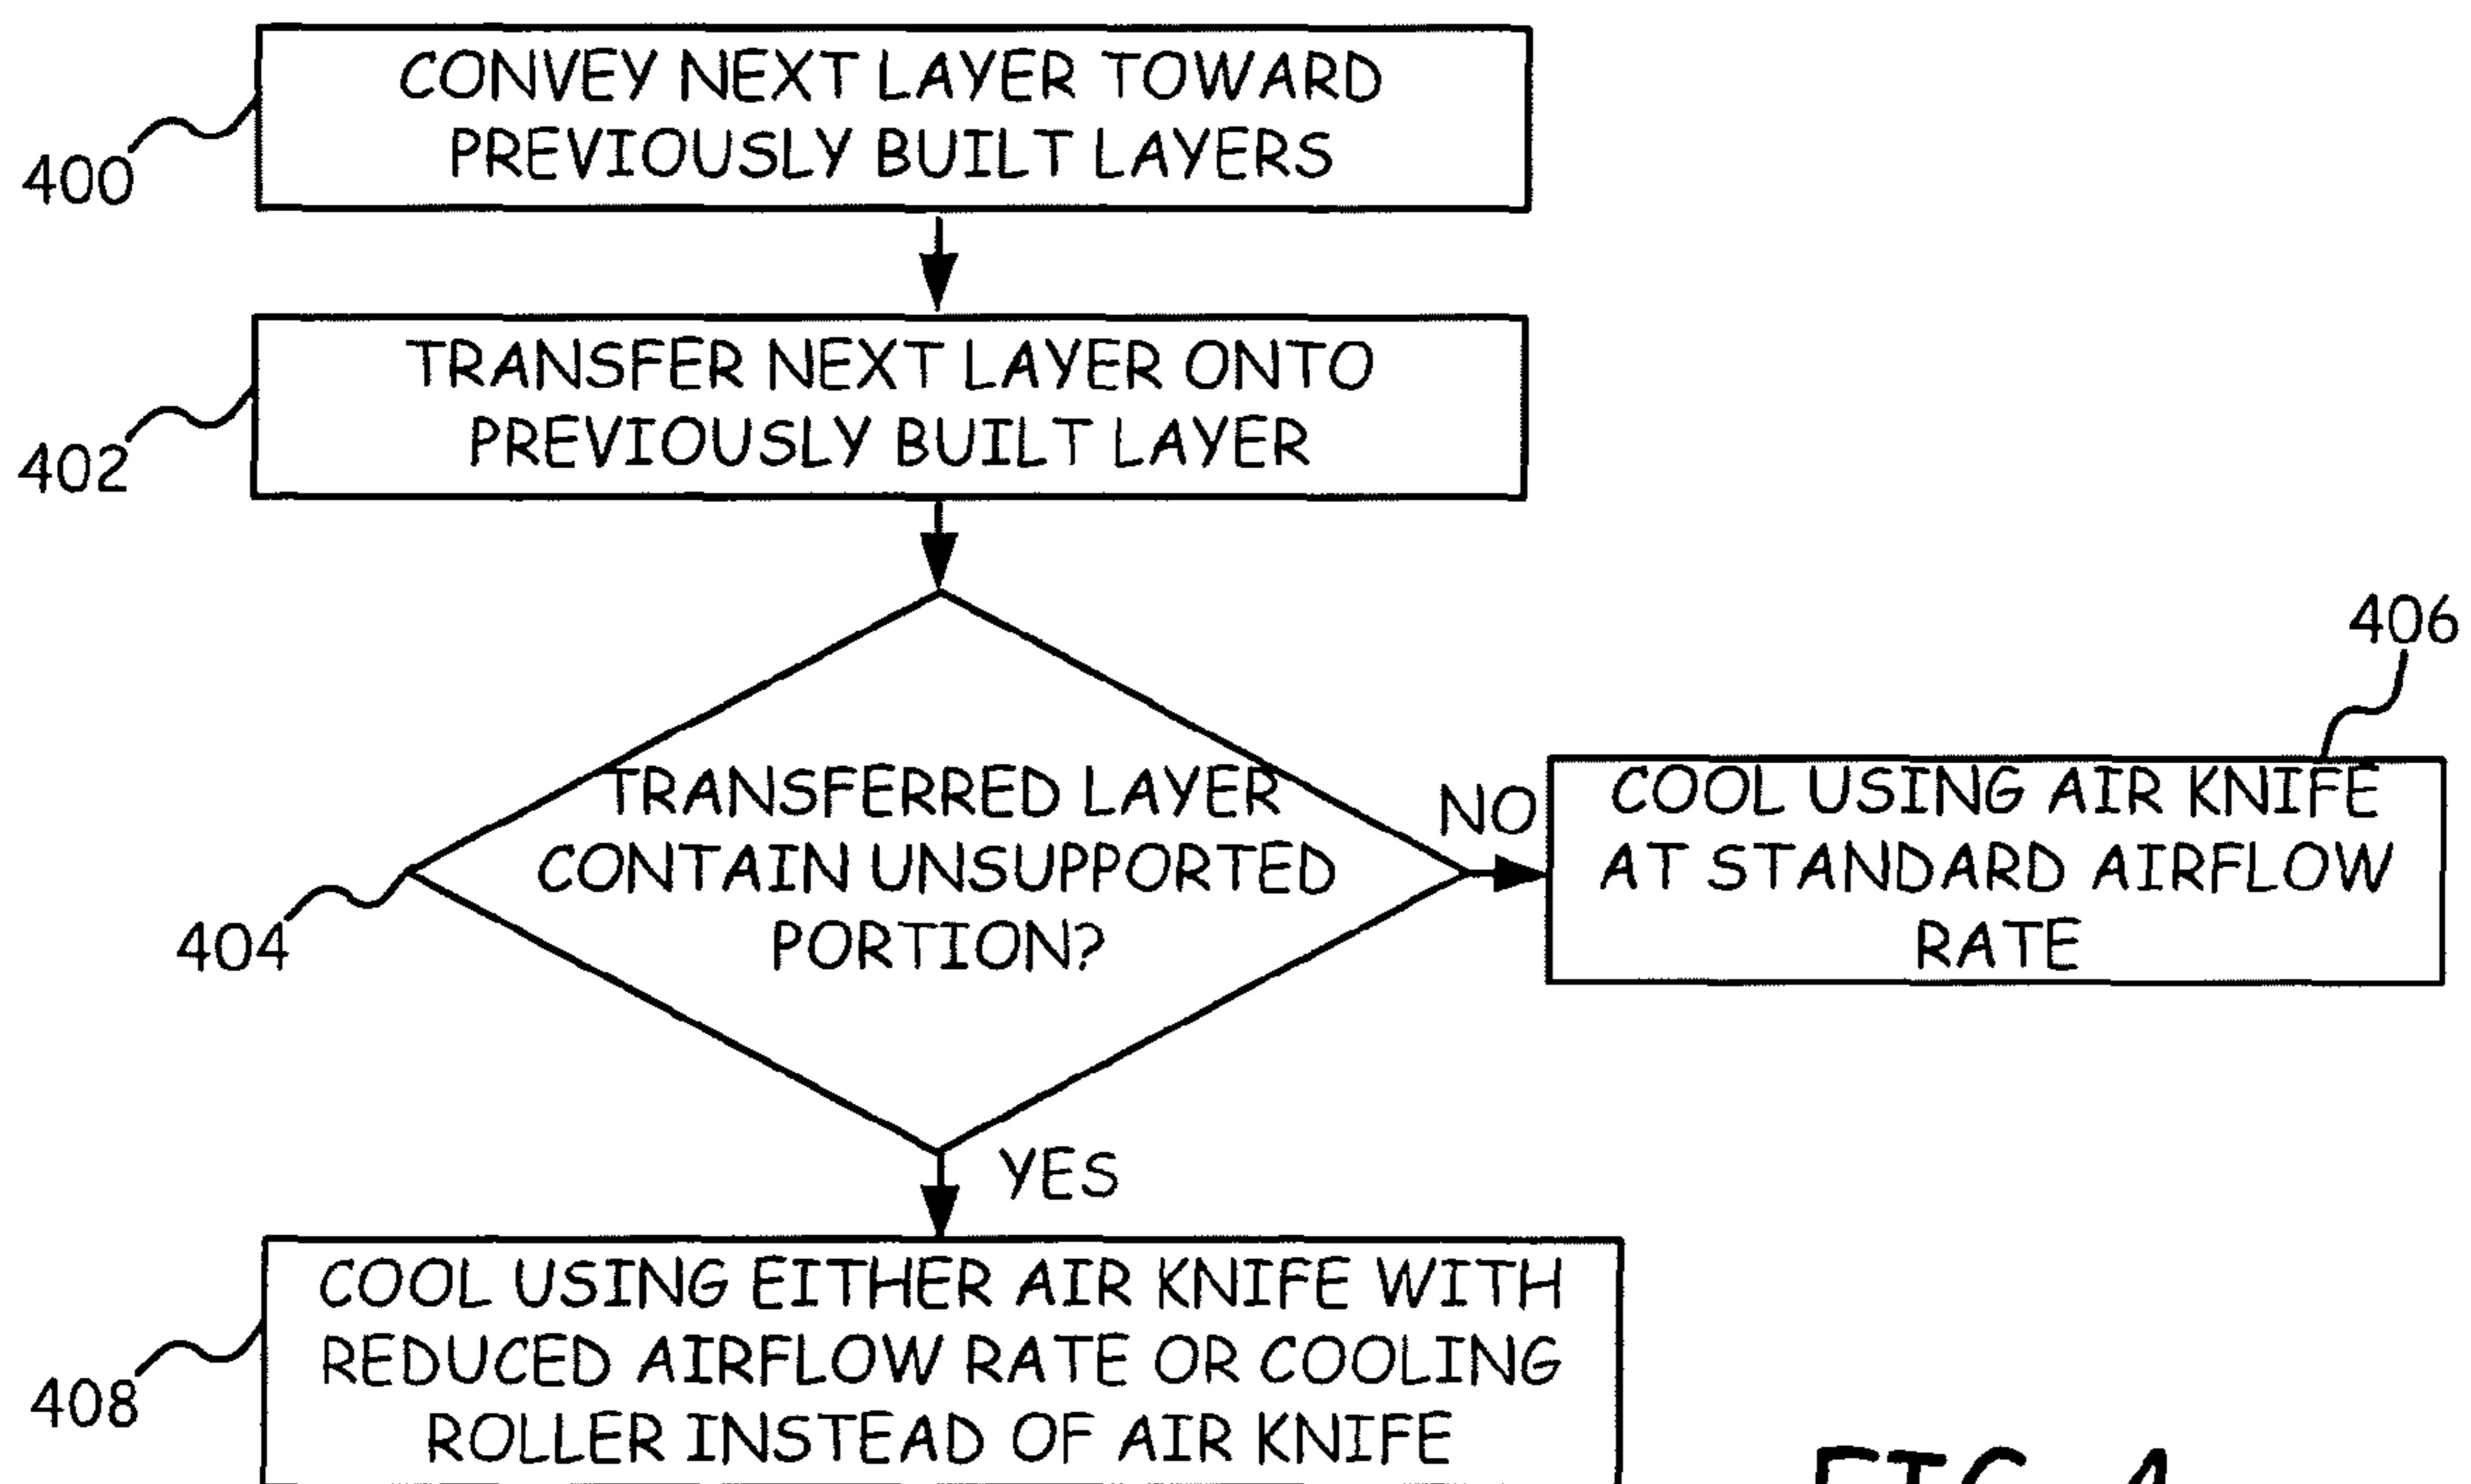 CONVEY NEXT LAYER TOWARD
PREVIOUSLY BUILT LAYERS
400
TRANSFER NEXT LAYER ONTO
PREVIOUSLY BUILT LAYER
402
406
TRANSFERRED LAYER
CONTAIN UNSUPPORTED
PORTION?
404
NO
COOL USING AIR KNIFE
AT STANDARD AIRFLOW
RATE
YES
COOL USING EITHER AIR KNIFE WITH
REDUCED AIRFLOW RATE OR COOLING
ROLLER INSTEAD OF AIR KNIFE
408
FIG. 4